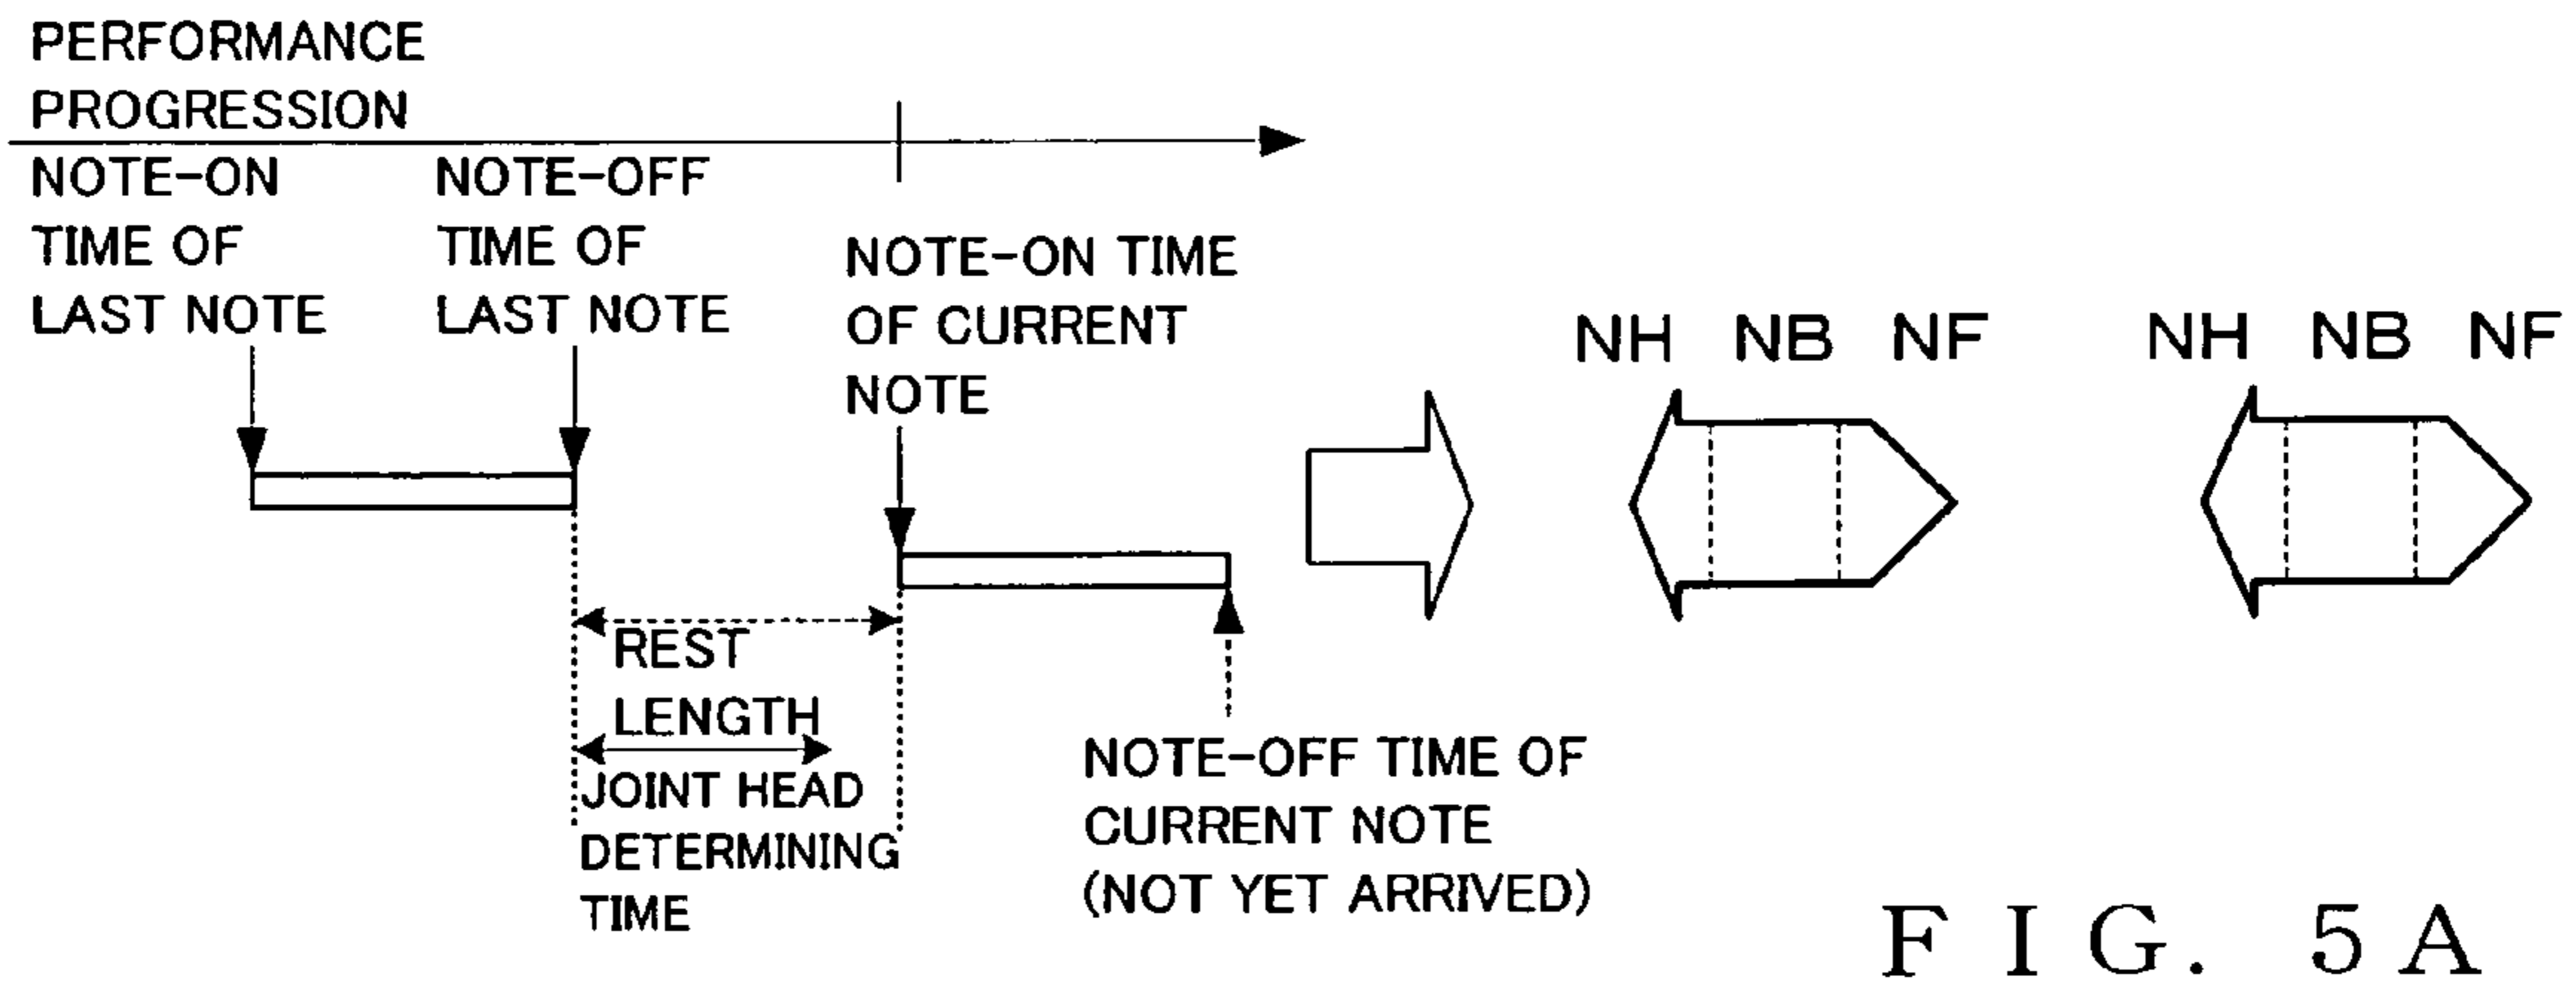 PERFORMANCE
PROGRESSION
NOTE-ON
TIME OF
LAST NOTE
NOTE-OFF
TIME OF
LAST NOTE
NOTE-ON TIME
OF CURRENT
NOTE
REST
LENGTH
JOINT HEAD
DETERMINING
TIME
NOTE-OFF TIME OF
CURRENT NOTE
(NOT YET ARRIVED)
NH NB NF
NH NB NF
FIG. 5A